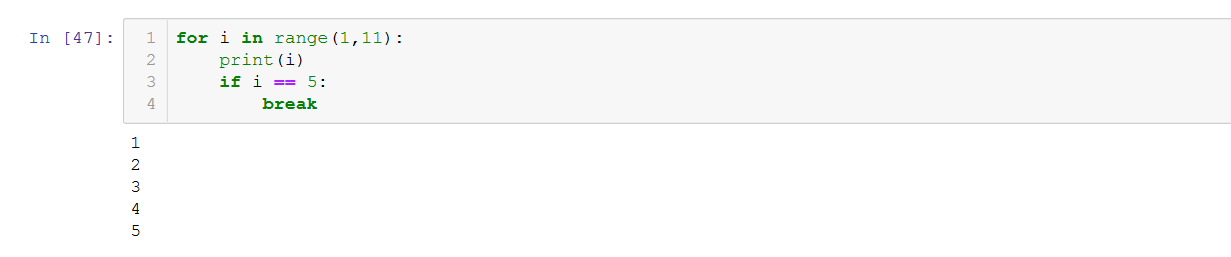 In [47]: 1 for i in range(1,11):
2     print(i)
3     if i == 5:
4         break
1
2
3
4
5